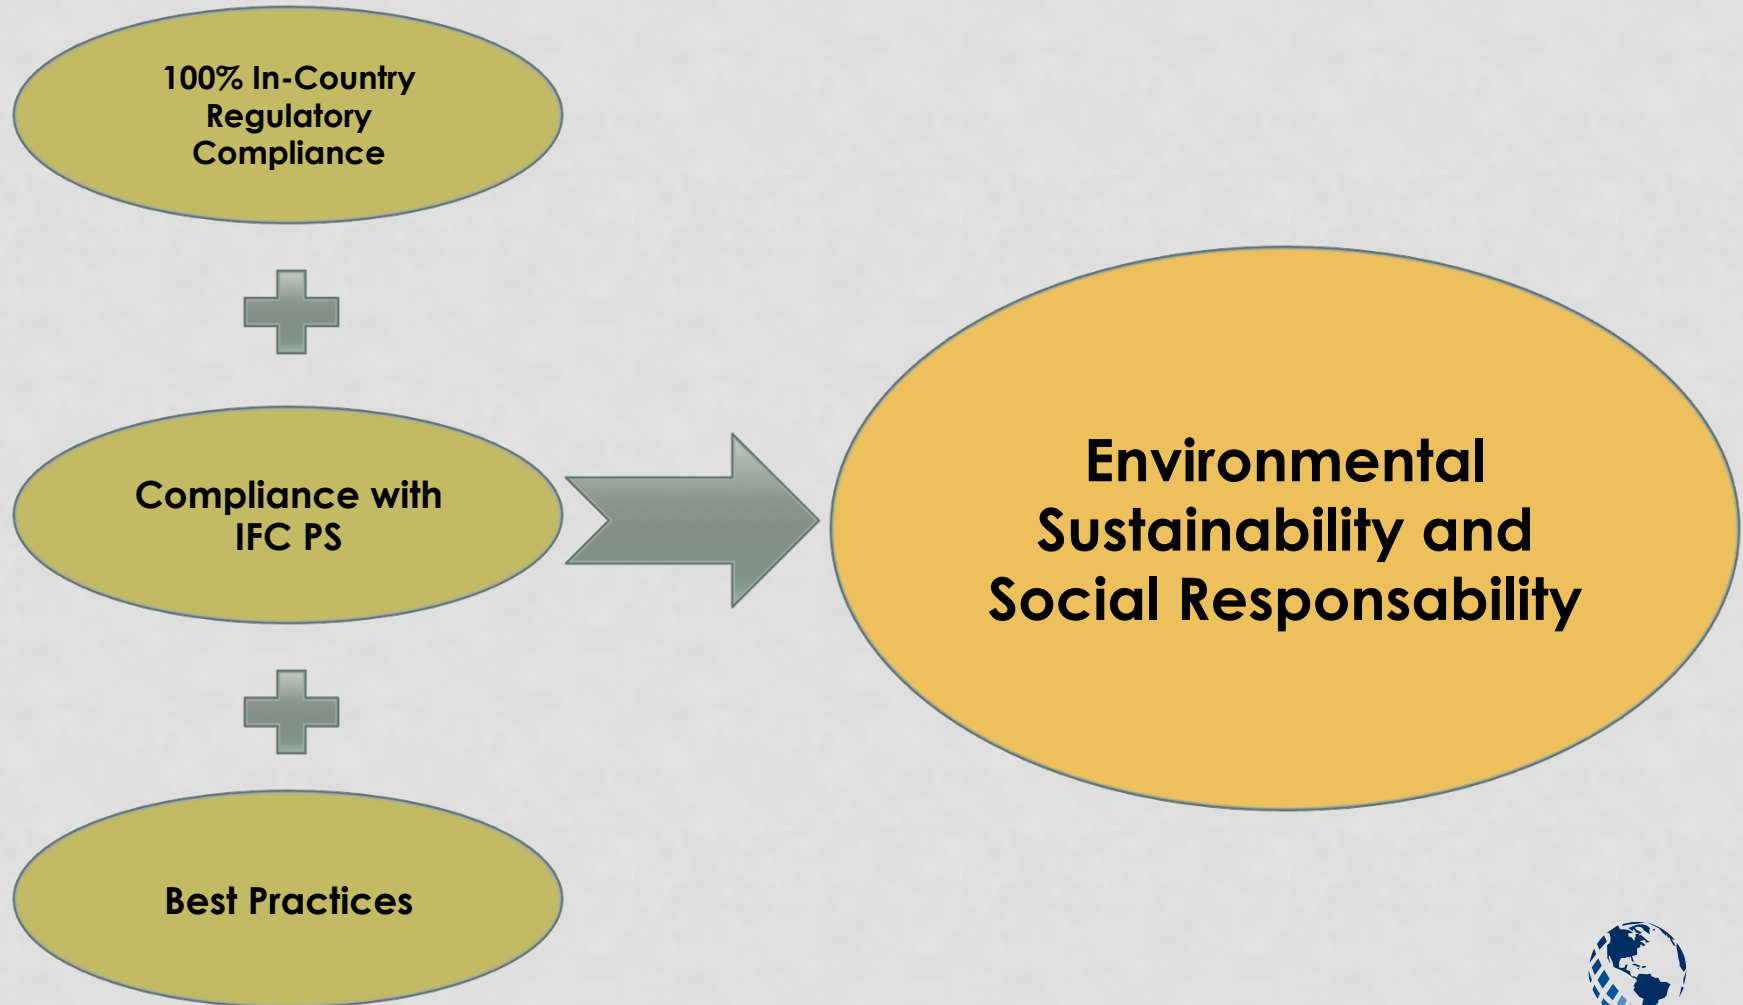 100% In-Country
Regulatory
Compliance
Compliance with
IFC PS
Best Practices
Environmental
Sustainability and
Social Responsability